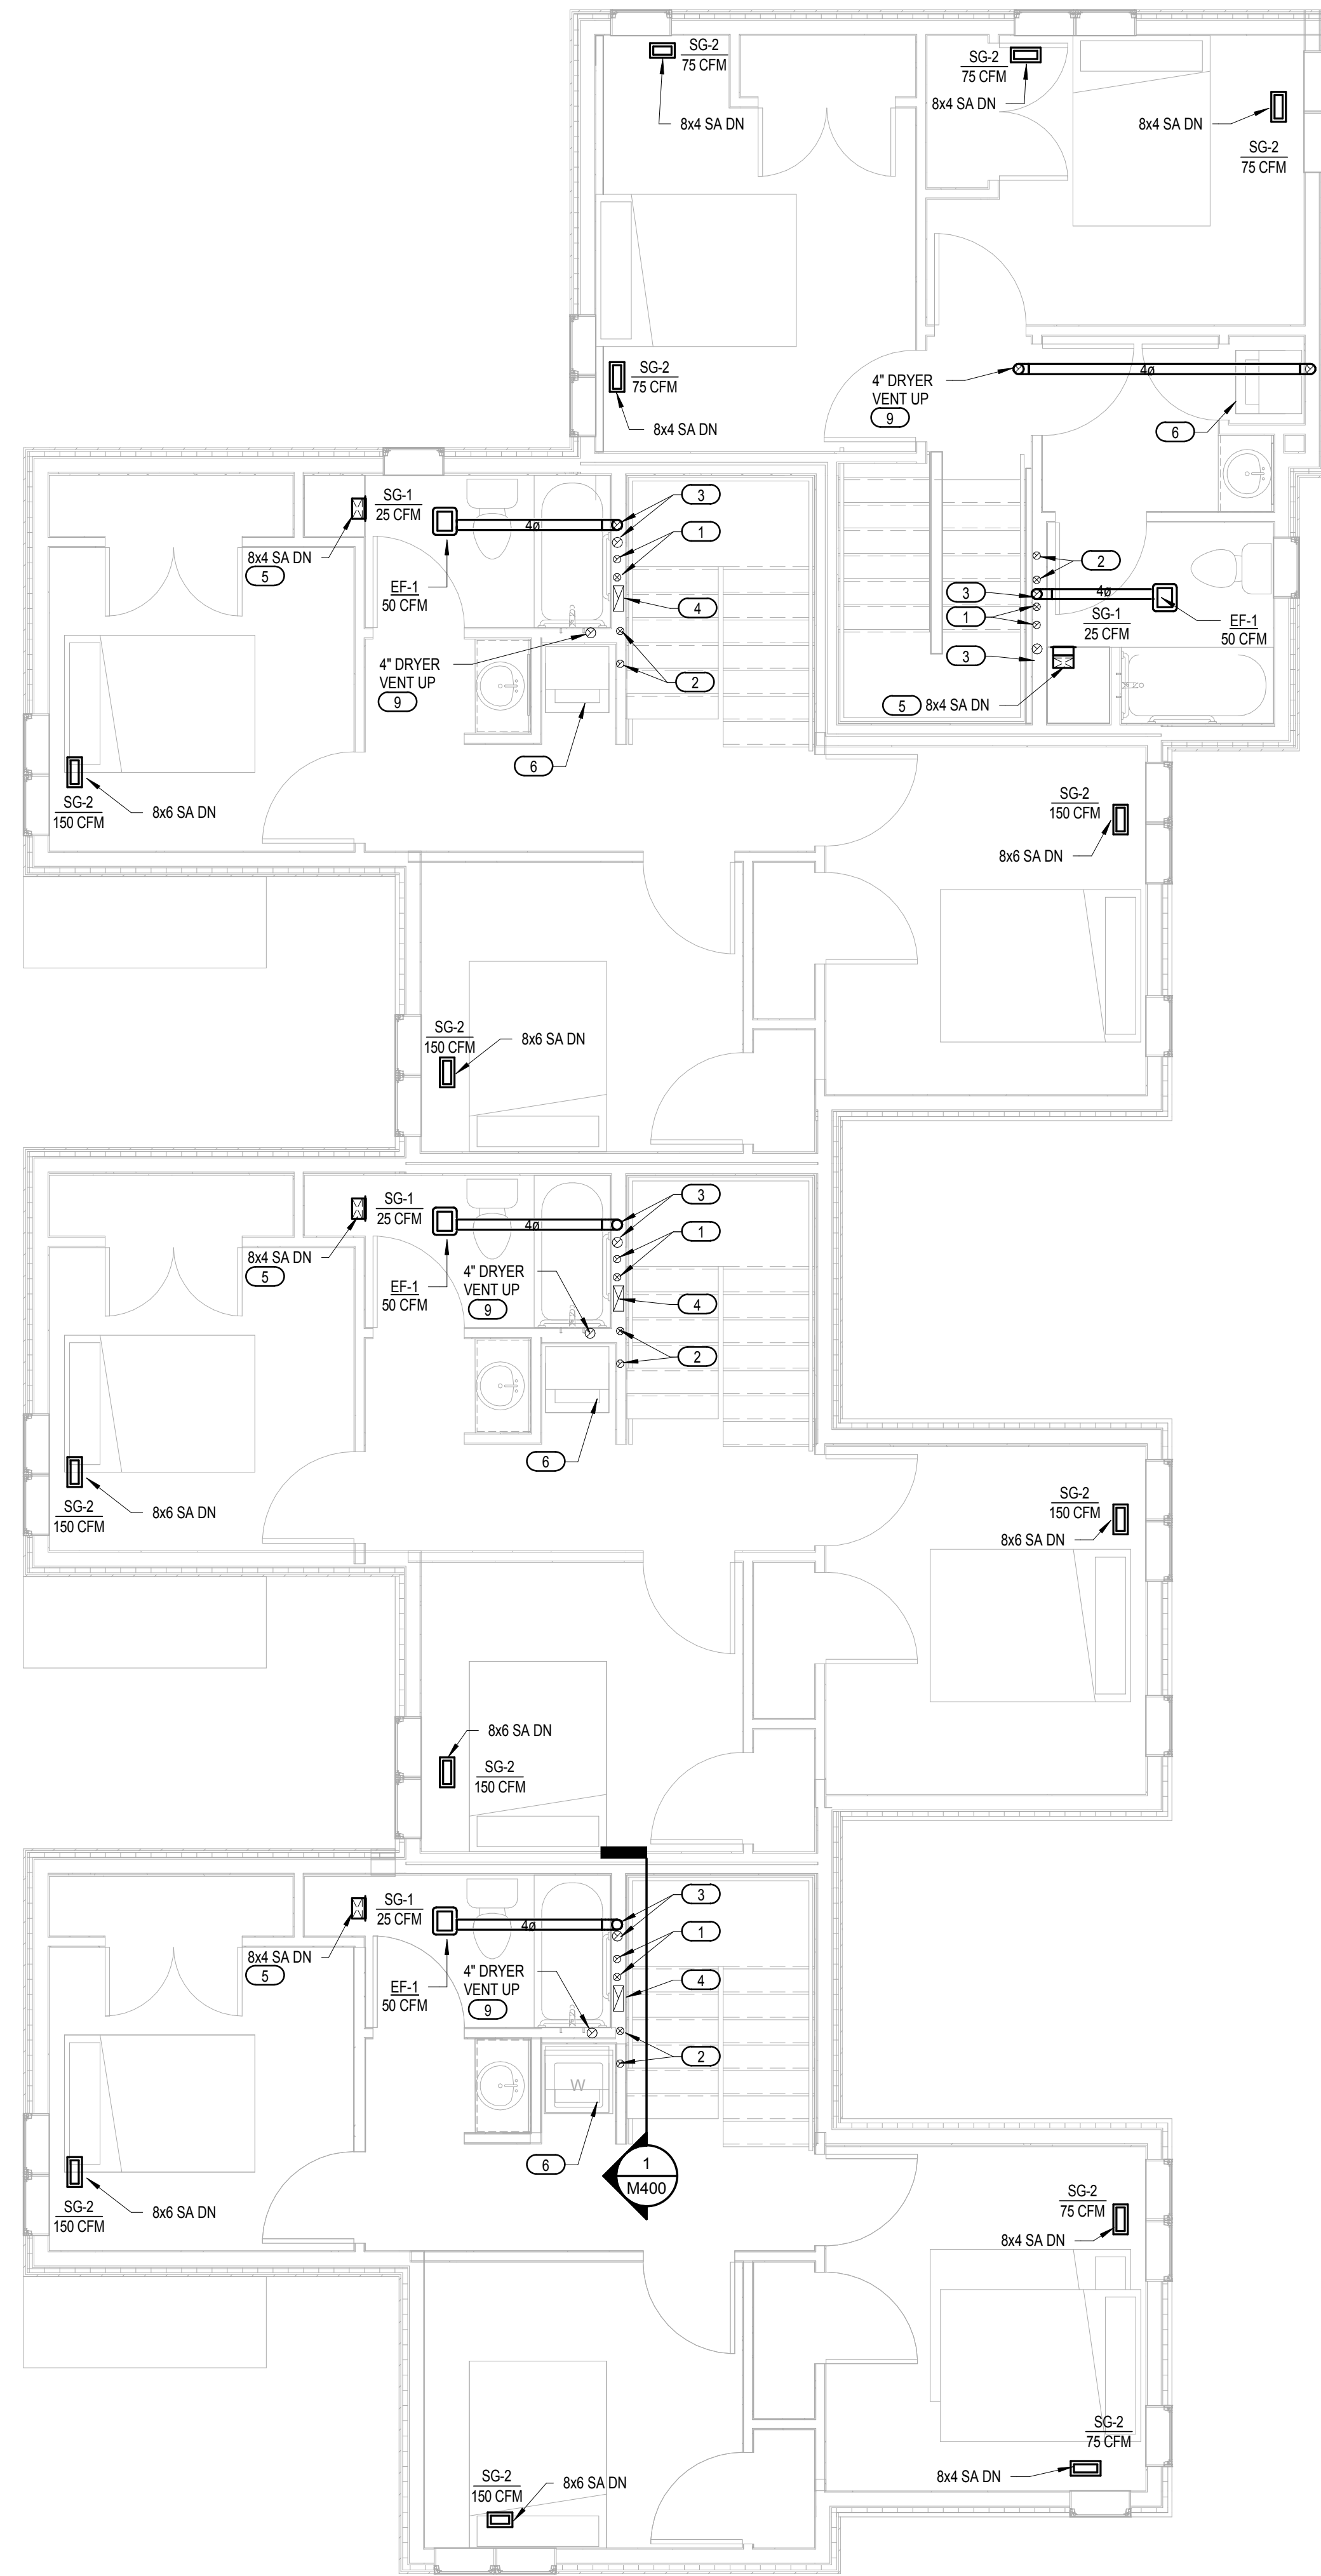 SG-2
75 CFM
8x4 SA DN
SG-2
75 CFM
8x4 SA DN
8x4 SA DN
SG-2
75 CFM
SG-2
75 CFM
8x4 SA DN
4" DRYER
VENT UP
9
4ø
6
SG-1
25 CFM
8x4 SA DN
5
4ø
EF-1
50 CFM
3
1
4
2
4" DRYER
VENT UP
9
6
2
3
1
3
4ø
SG-1
25 CFM
EF-1
50 CFM
5
8x4 SA DN
SG-2
150 CFM
8x6 SA DN
SG-2
150 CFM
8x6 SA DN
SG-2
150 CFM
8x6 SA DN
SG-1
25 CFM
8x4 SA DN
5
4ø
EF-1
50 CFM
4" DRYER
VENT UP
9
3
1
4
2
6
SG-2
150 CFM
8x6 SA DN
SG-2
150 CFM
8x6 SA DN
8x6 SA DN
SG-2
150 CFM
SG-1
25 CFM
8x4 SA DN
5
4ø
EF-1
50 CFM
4" DRYER
VENT UP
9
3
1
4
2
W
6
1
M400
SG-2
150 CFM
8x6 SA DN
SG-2
75 CFM
8x4 SA DN
SG-2
75 CFM
8x4 SA DN
SG-2
150 CFM
8x6 SA DN